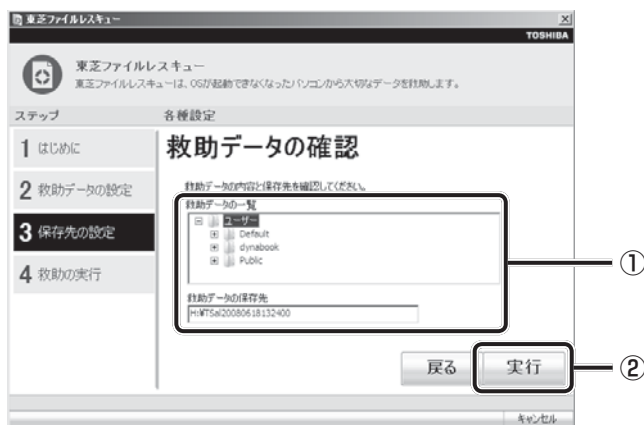 東芝ファイルレスキュー
TOSHIBA
東芝ファイルレスキュー
東芝ファイルレスキューは、OSが起動できなくなったパソコンから大切なデータを救助します。
ステップ
各種設定
1 はじめに
2 救助データの設定
3 保存先の設定
4 救助の実行
救助データの確認
救助データの内容と保存先を確認してください。
救助データの一覧
ユーザー
Default
dynabook
Public
救助データの保存先
H:¥TSal20080618132400
戻る
実行
キャンセル
①
②